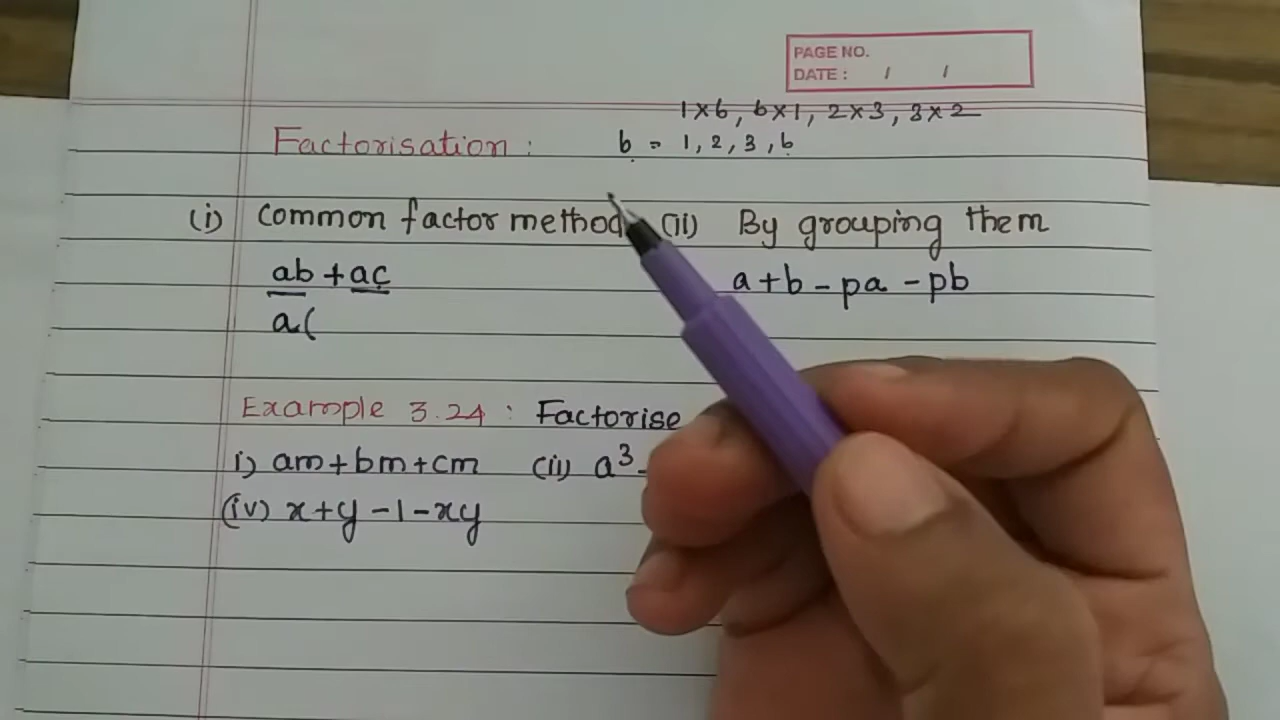 PAGE NO.
DATE : / /
1×6, 6×1, 2×3, 3×2
Factorisation : 6 = 1, 2, 3, 6
(i) common factor method (ii) By grouping them
ab + ac a + b - pa - pb
a(
Example 3.24 : Factorise
i) am + bm + cm (ii) a³ -
(iv) x + y - 1 - xy